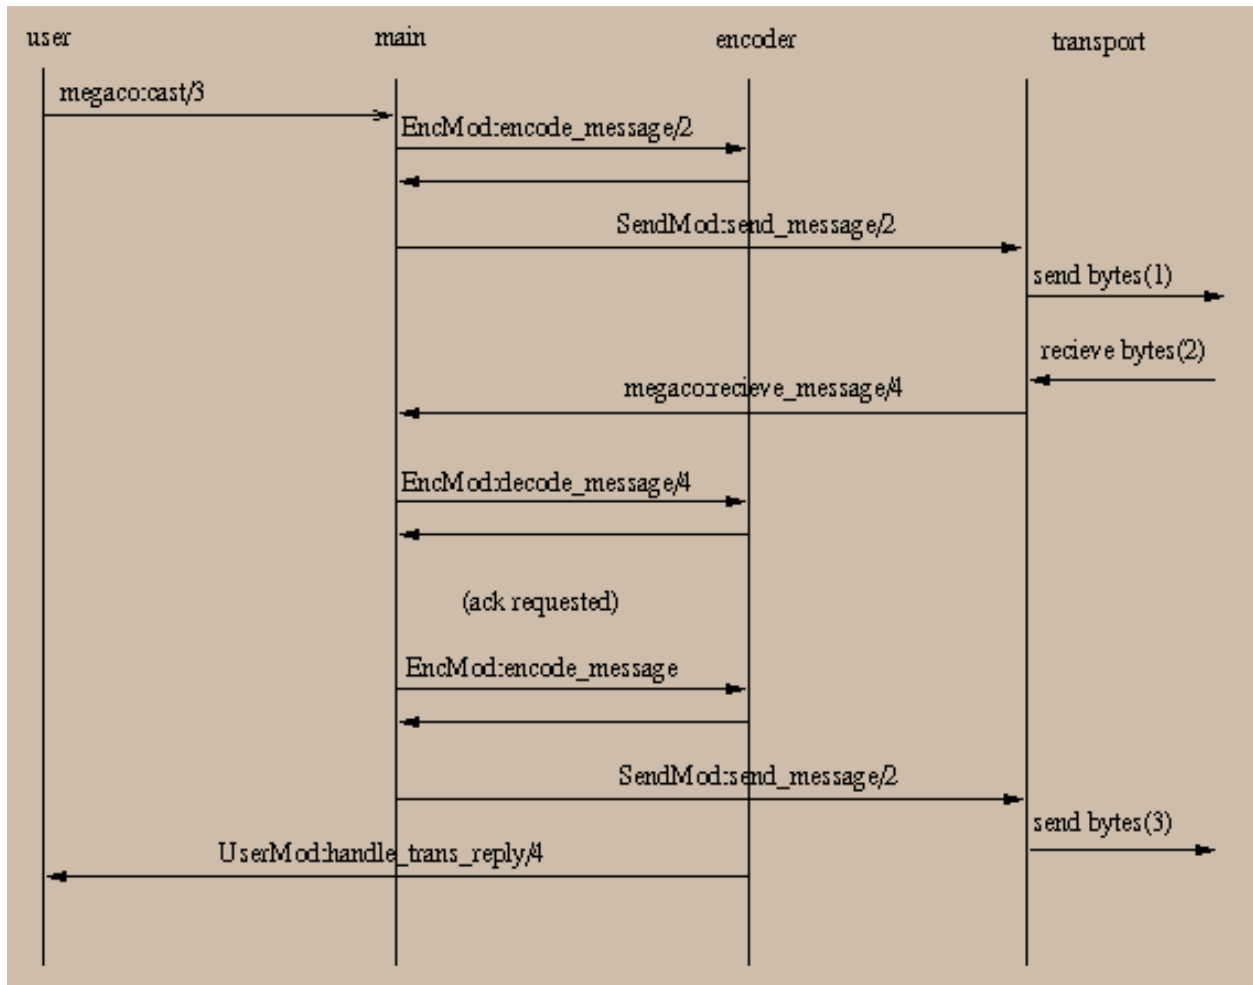 user
main
encoder
transport
megaco:cast/3
EncMod:encode_message/2
SendMod:send_message/2
send bytes(1)
recieve bytes(2)
megaco:recieve_message/4
EncMod:decode_message/4
(ack requested)
EncMod:encode_message
SendMod:send_message/2
send bytes(3)
UserMod:handle_trans_reply/4